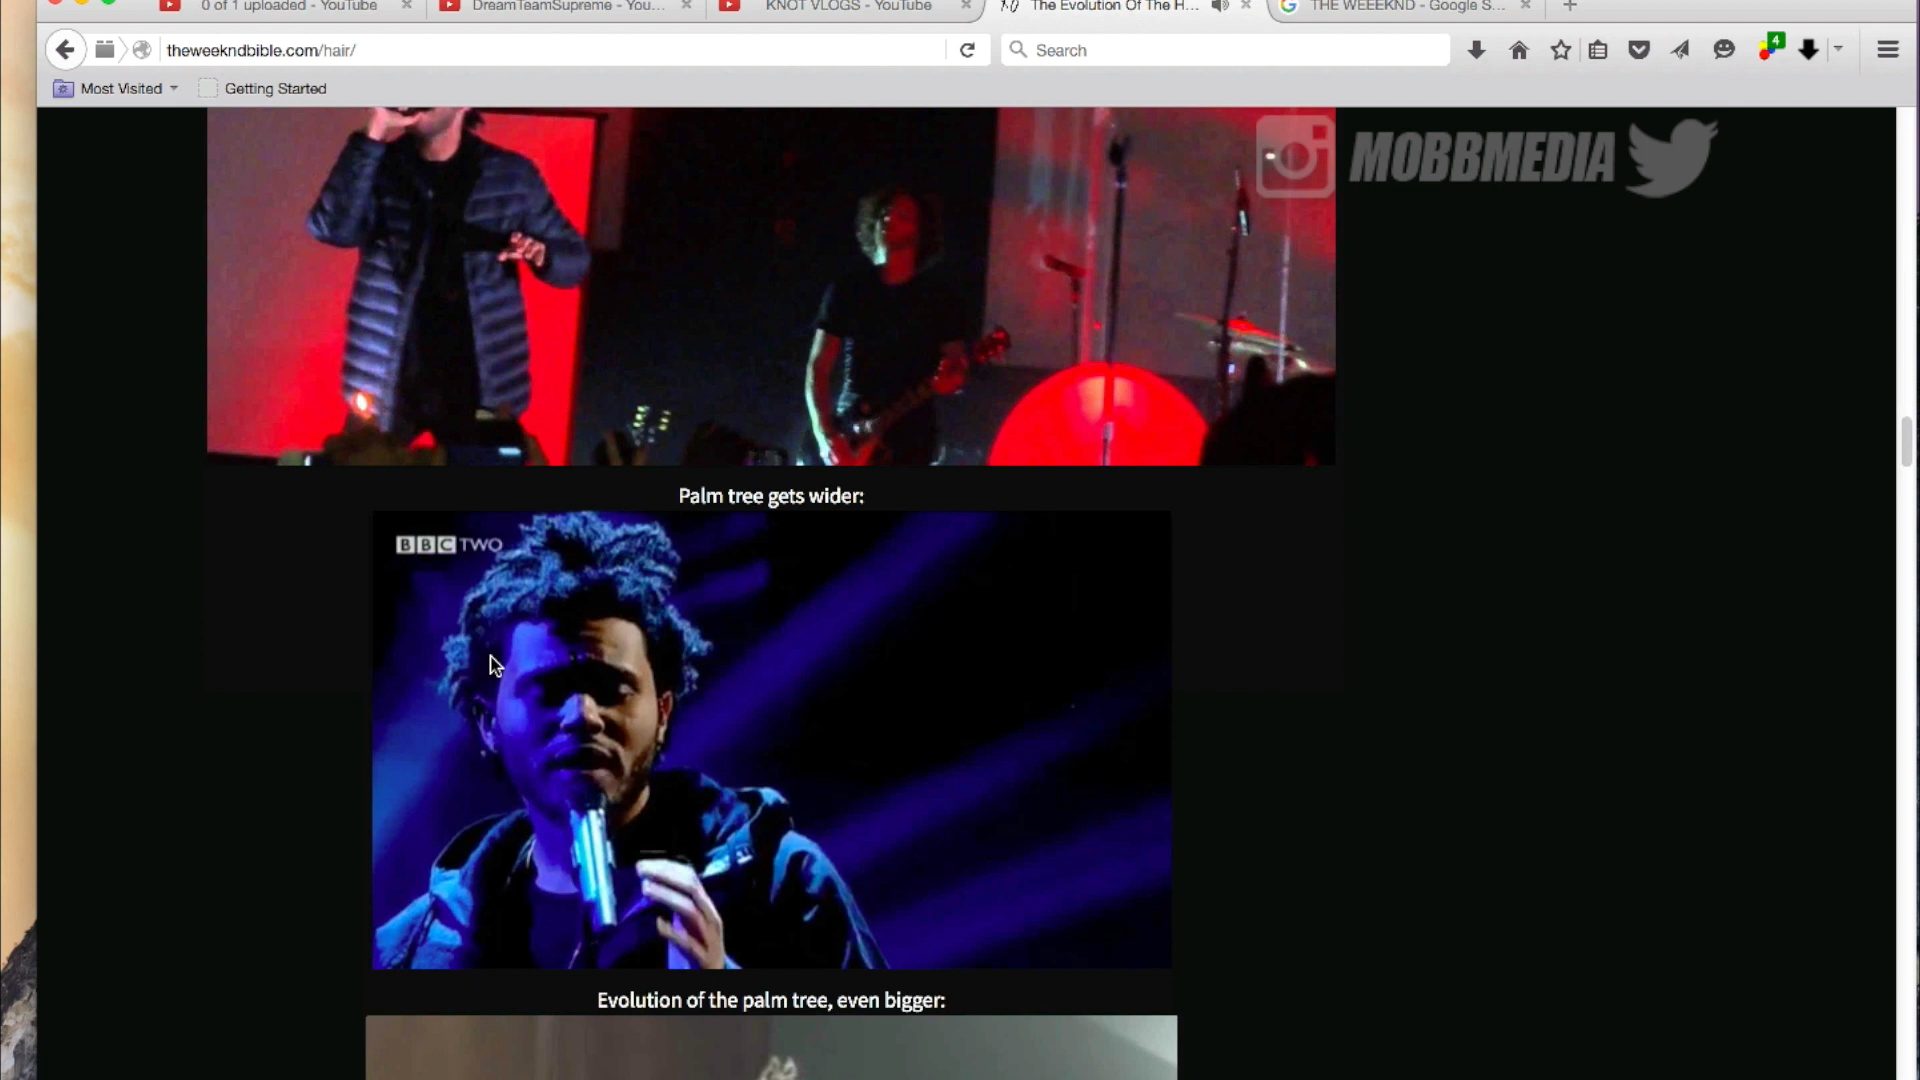 0 of 1 uploaded - YouTube
DreamTeamSupreme - You...
KNOT VLOGS - YouTube
The Evolution Of The H...
THE WEEEKND - Google S...
theweekndbible.com/hair/
Search
4
Most Visited
Getting Started
MOBBMEDIA
Palm tree gets wider:
BBC TWO
Evolution of the palm tree, even bigger: